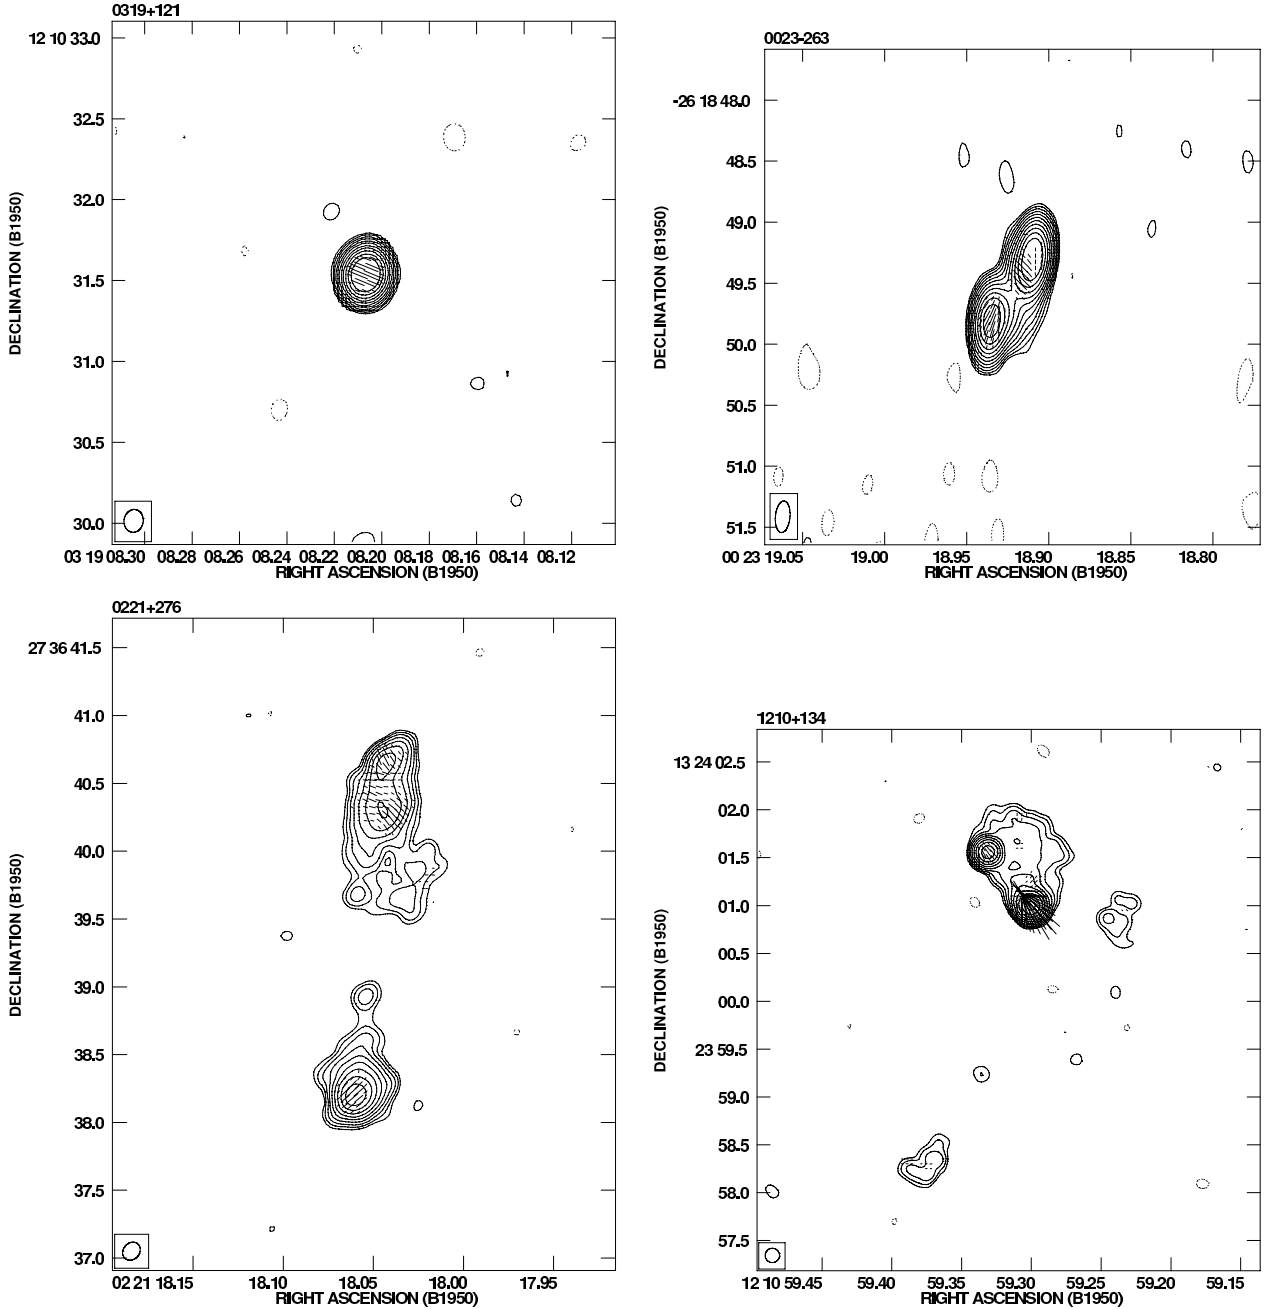 0319+121
12 10 33.0
32.5
32.0
31.5
31.0
30.5
30.0
DECLINATION (B1950)
03 19 08.30 08.28 08.26 08.24 08.22 08.20 08.18 08.16 08.14 08.12
RIGHT ASCENSION (B1950)
0023-263
-26 18 48.0
48.5
49.0
49.5
50.0
50.5
51.0
51.5
DECLINATION (B1950)
00 23 19.05 19.00 18.95 18.90 18.85 18.80
RIGHT ASCENSION (B1950)
0221+276
27 36 41.5
41.0
40.5
40.0
39.5
39.0
38.5
38.0
37.5
37.0
DECLINATION (B1950)
02 21 18.15 18.10 18.05 18.00 17.95
RIGHT ASCENSION (B1950)
1210+134
13 24 02.5
02.0
01.5
01.0
00.5
00.0
23 59.5
59.0
58.5
58.0
57.5
DECLINATION (B1950)
12 10 59.45 59.40 59.35 59.30 59.25 59.20 59.15
RIGHT ASCENSION (B1950)